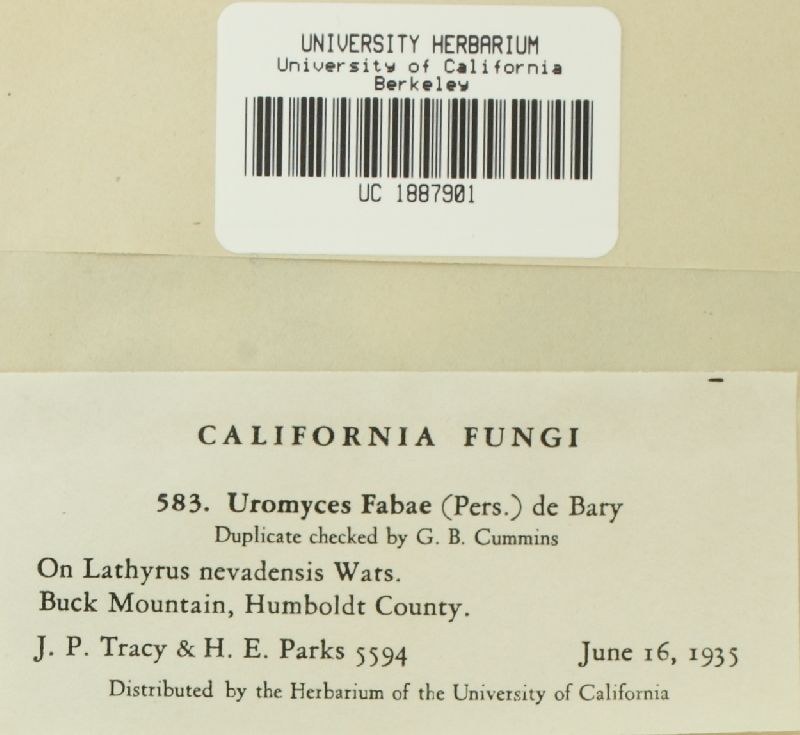 UNIVERSITY HERBARIUM
University of California
Berkeley
UC 1887901
CALIFORNIA FUNGI
583. Uromyces Fabae (Pers.) de Bary
Duplicate checked by G. B. Cummins
On Lathyrus nevadensis Wats.
Buck Mountain, Humboldt County.
J. P. Tracy & H. E. Parks 5594 June 16, 1935
Distributed by the Herbarium of the University of California